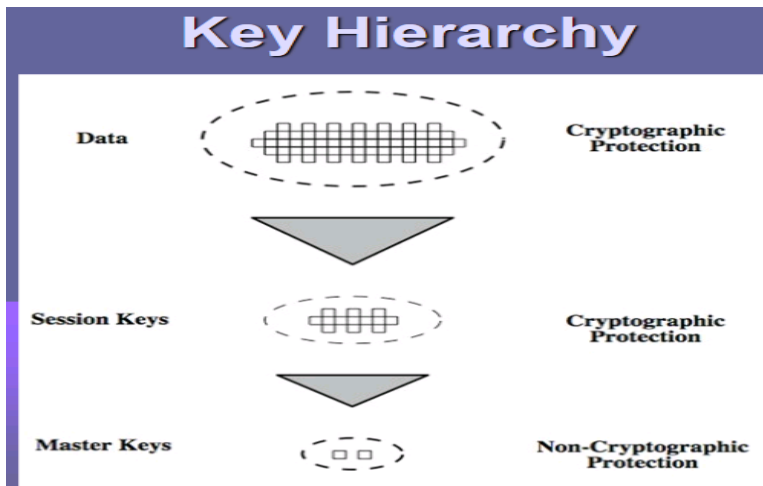 Key Hierarchy
Data
Cryptographic
Protection
Session Keys
Cryptographic
Protection
Master Keys
Non-Cryptographic
Protection